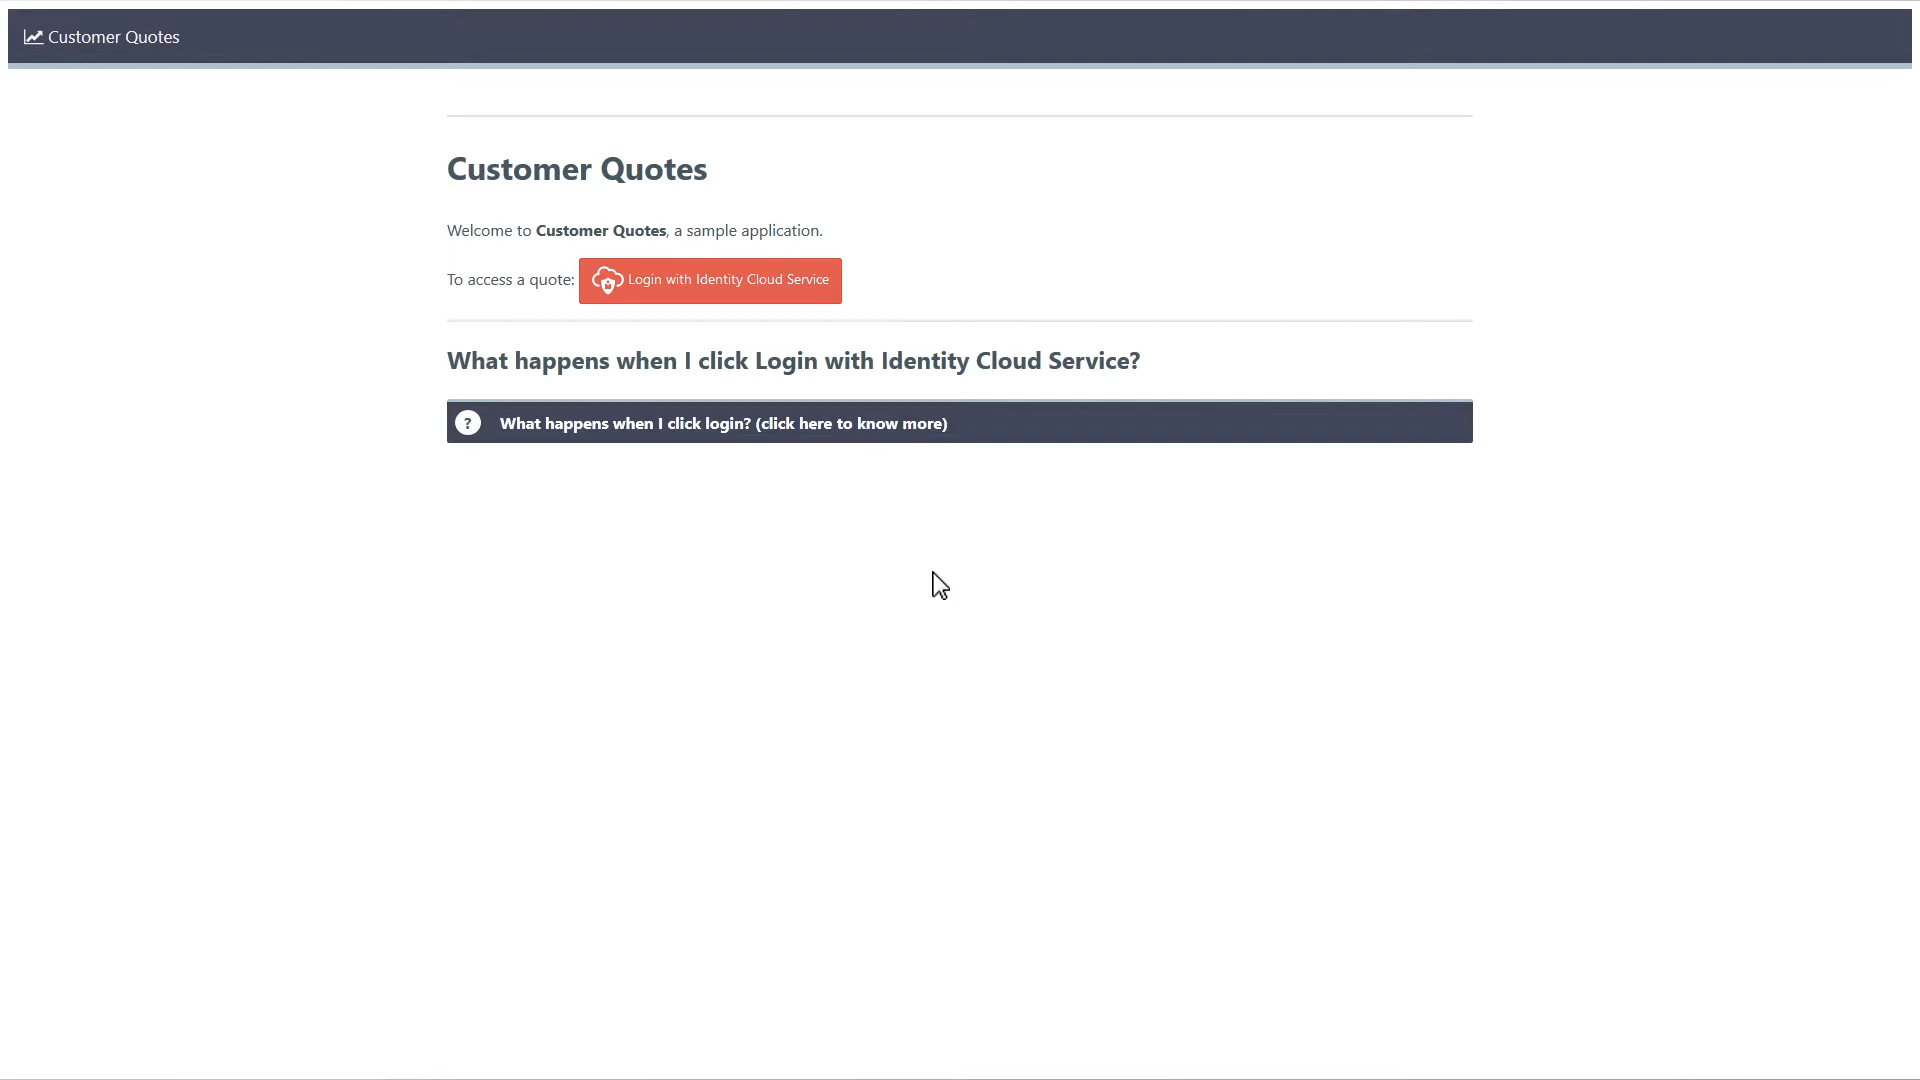 Customer Quotes
Customer Quotes
Welcome to Customer Quotes, a sample application.
To access a quote: Login with Identity Cloud Service
What happens when I click Login with Identity Cloud Service?
? What happens when I click login? (click here to know more)